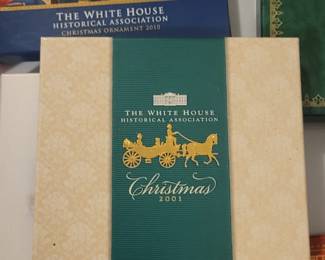 THE WHITE HOUSE
HISTORICAL ASSOCIATION
CHRISTMAS ORNAMENT 2010
THE WHITE HOUSE
HISTORICAL ASSOCIATION
Christmas
2001